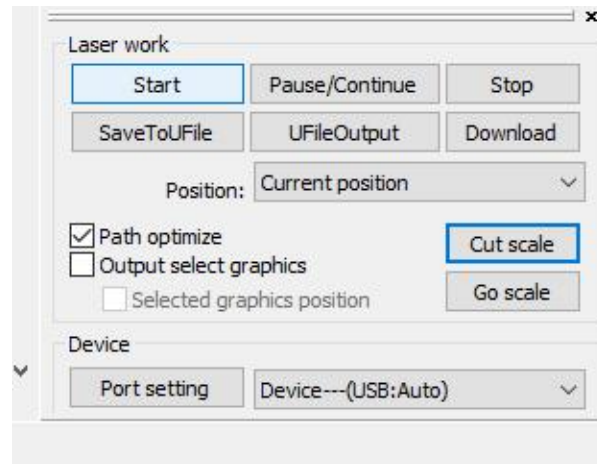 Laser work
Start Pause/Continue Stop
SaveToUFile UFileOutput Download
Position: Current position
Path optimize
Cut scale
Output select graphics
Selected graphics position
Go scale
Device
Port setting Device---(USB:Auto)